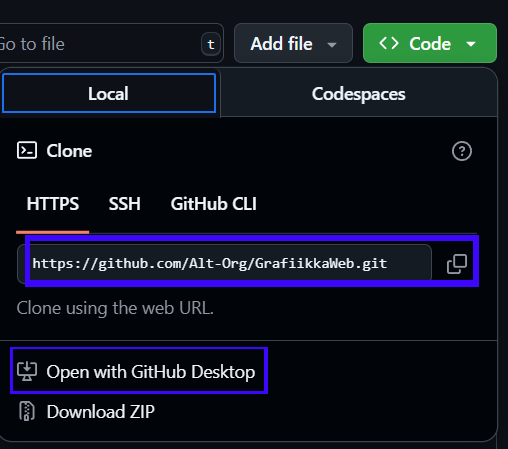 Go to file
t
Add file
Code
Local
Codespaces
Clone
HTTPS
SSH
GitHub CLI
https://github.com/Alt-Org/GrafiikkaWeb.git
Clone using the web URL.
Open with GitHub Desktop
Download ZIP